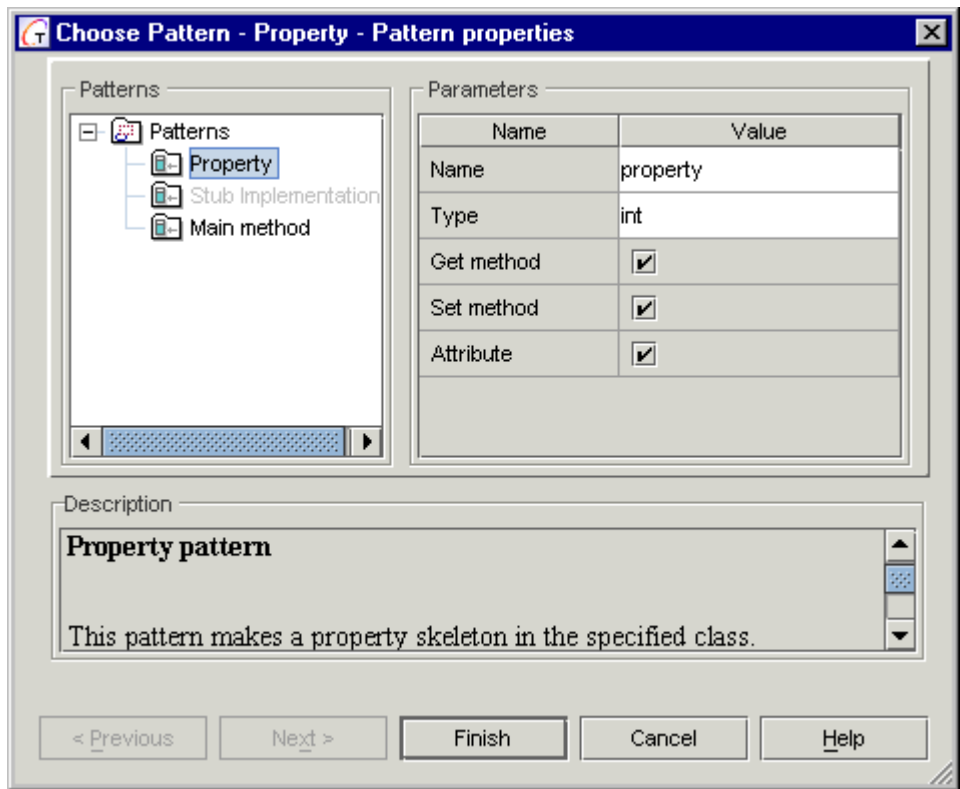 Choose Pattern - Property - Pattern properties
Patterns
Patterns
Property
Stub Implementation
Main method
Parameters
Name Value
Name property
Type int
Get method
Set method
Attribute
Description
Property pattern
This pattern makes a property skeleton in the specified class.
< Previous Next > Finish Cancel Help